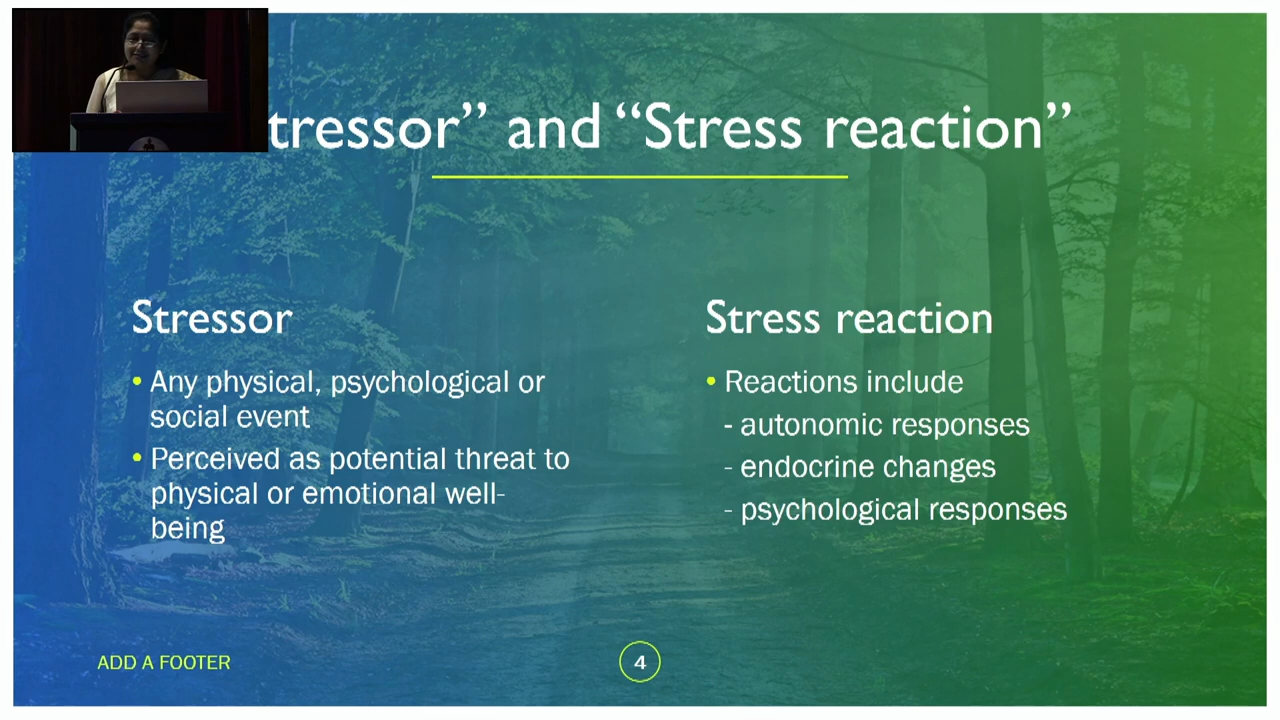 tressor” and “Stress reaction”
Stressor
• Any physical, psychological or
social event
• Perceived as potential threat to
physical or emotional well-
being
Stress reaction
• Reactions include
- autonomic responses
- endocrine changes
- psychological responses
ADD A FOOTER
4